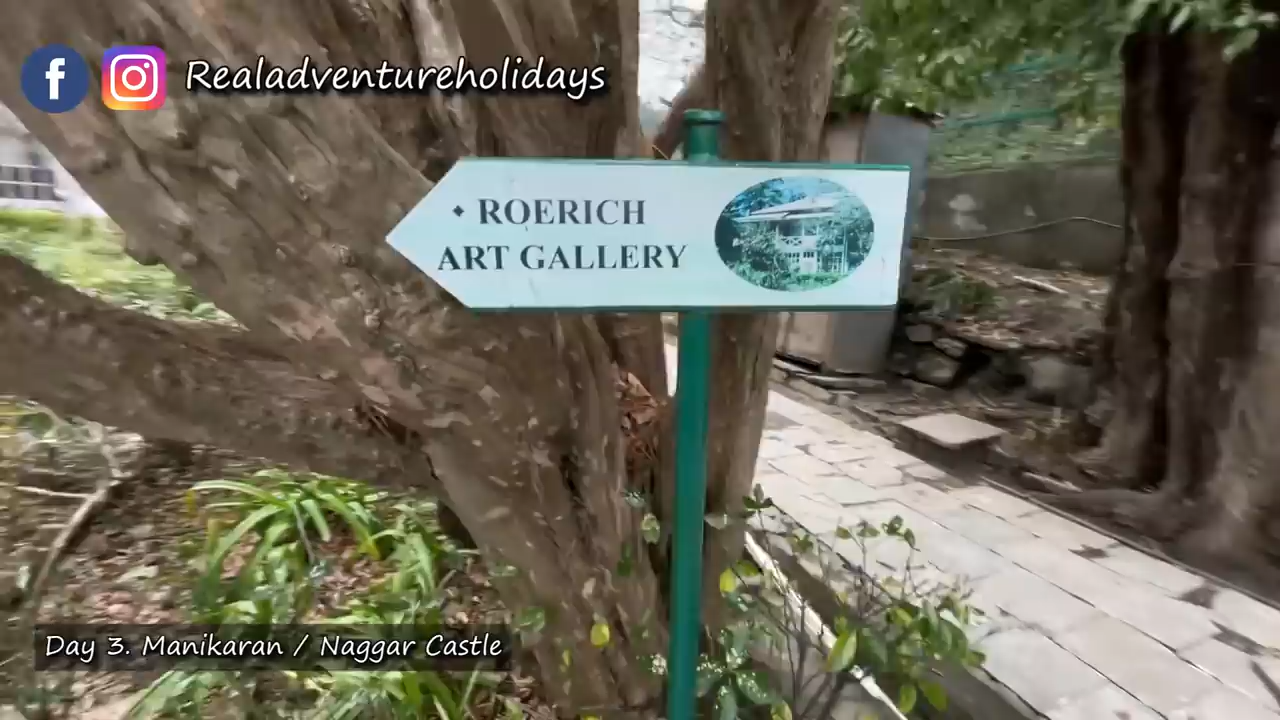 Realadventureholidays
◆ ROERICH
ART GALLERY
Day 3. Manikaran / Naggar Castle